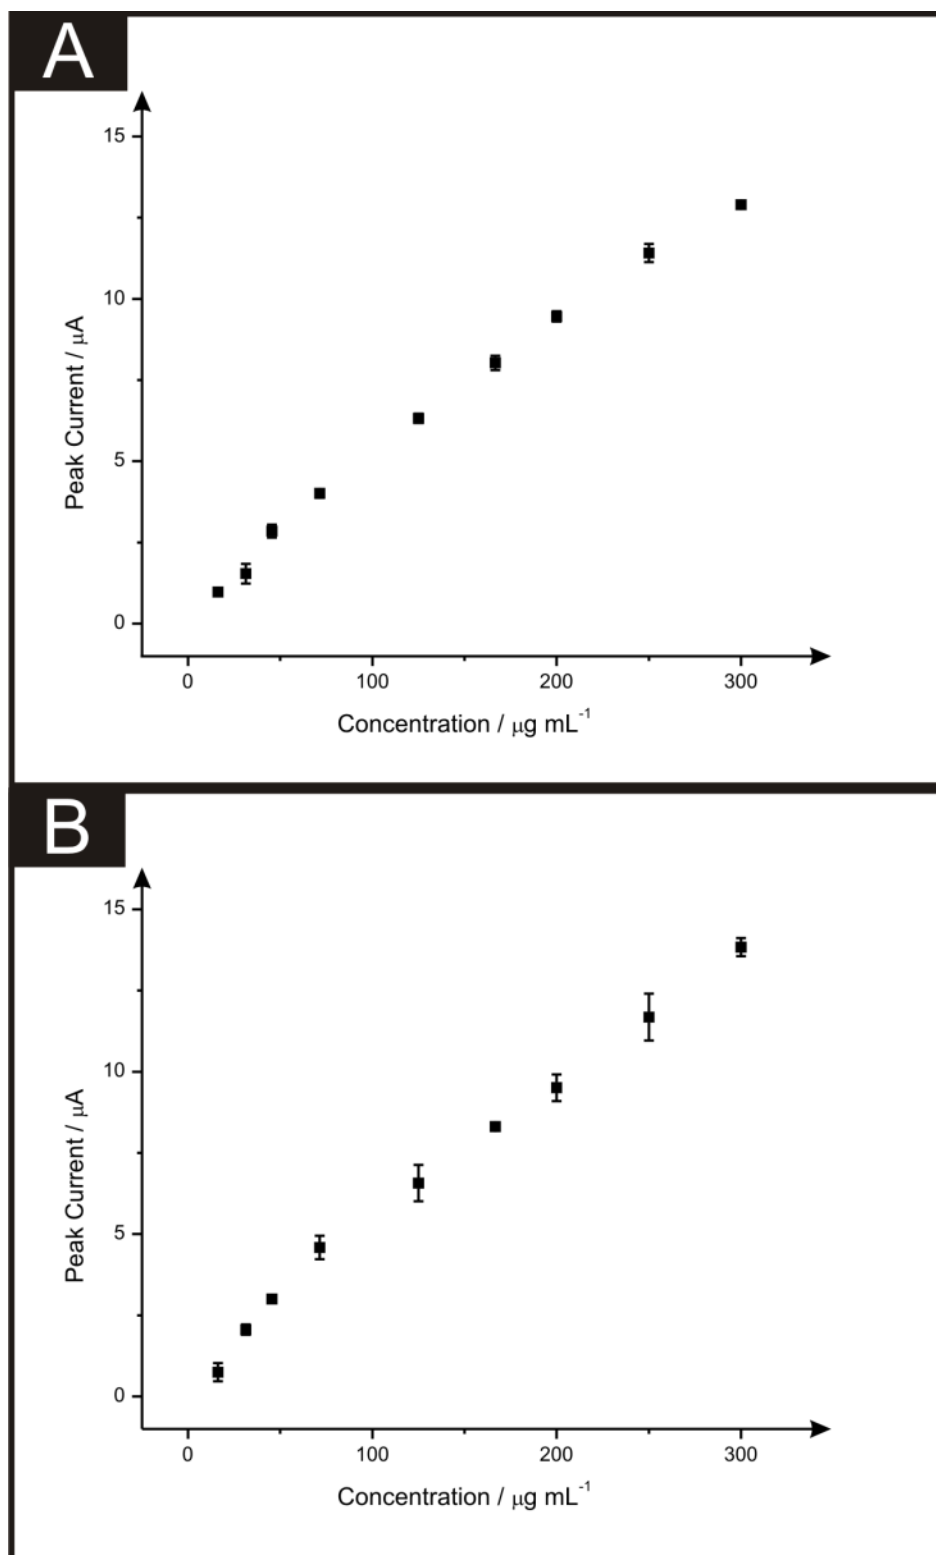 A
15
10
5
0
Peak Current / μA
0 100 200 300
Concentration / μg mL⁻¹
B
15
10
5
0
Peak Current / μA
0 100 200 300
Concentration / μg mL⁻¹